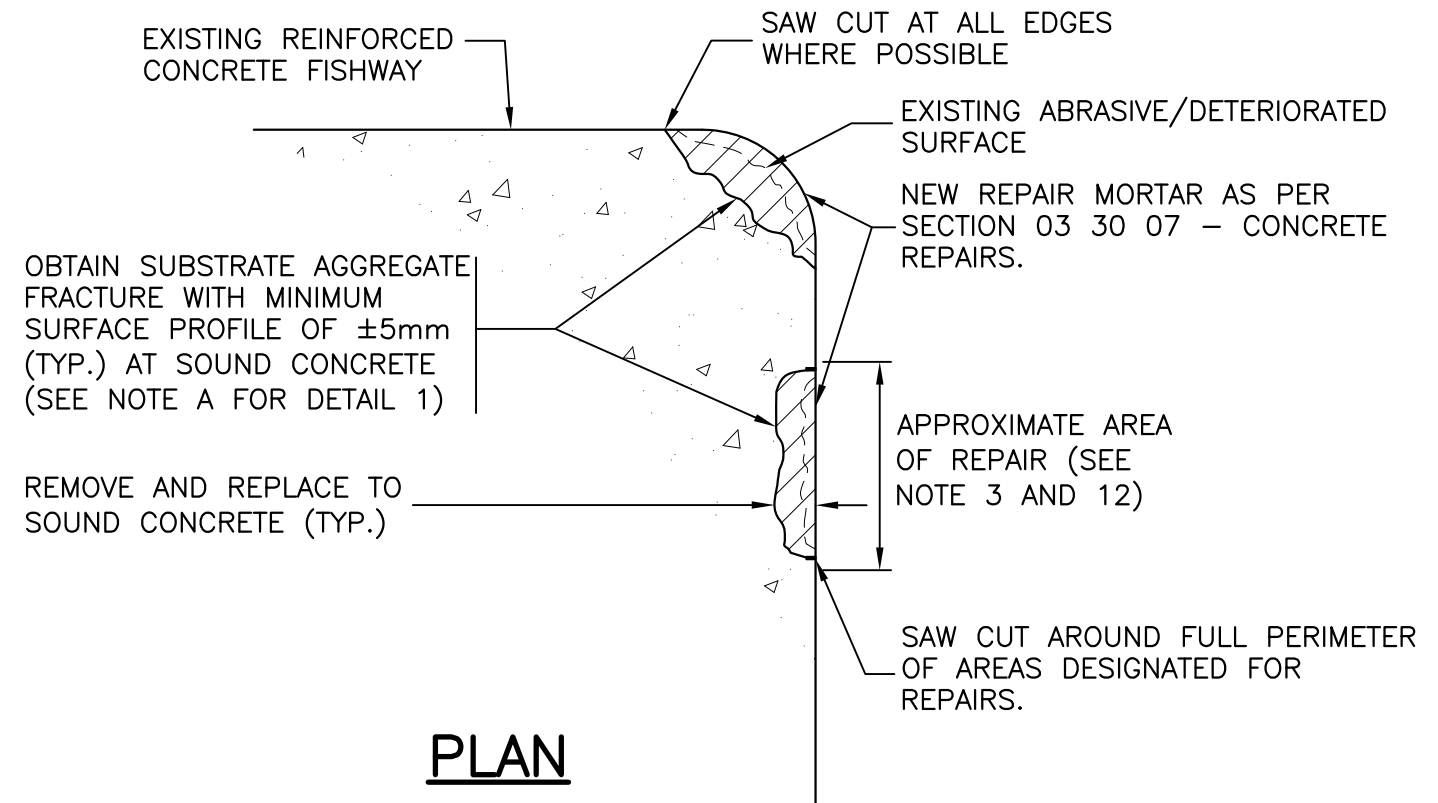 EXISTING REINFORCED
CONCRETE FISHWAY
SAW CUT AT ALL EDGES
WHERE POSSIBLE
EXISTING ABRASIVE/DETERIORATED
SURFACE
NEW REPAIR MORTAR AS PER
SECTION 03 30 07 – CONCRETE
REPAIRS.
OBTAIN SUBSTRATE AGGREGATE
FRACTURE WITH MINIMUM
SURFACE PROFILE OF ±5mm
(TYP.) AT SOUND CONCRETE
(SEE NOTE A FOR DETAIL 1)
APPROXIMATE AREA
OF REPAIR (SEE
NOTE 3 AND 12)
REMOVE AND REPLACE TO
SOUND CONCRETE (TYP.)
SAW CUT AROUND FULL PERIMETER
OF AREAS DESIGNATED FOR
REPAIRS.
PLAN